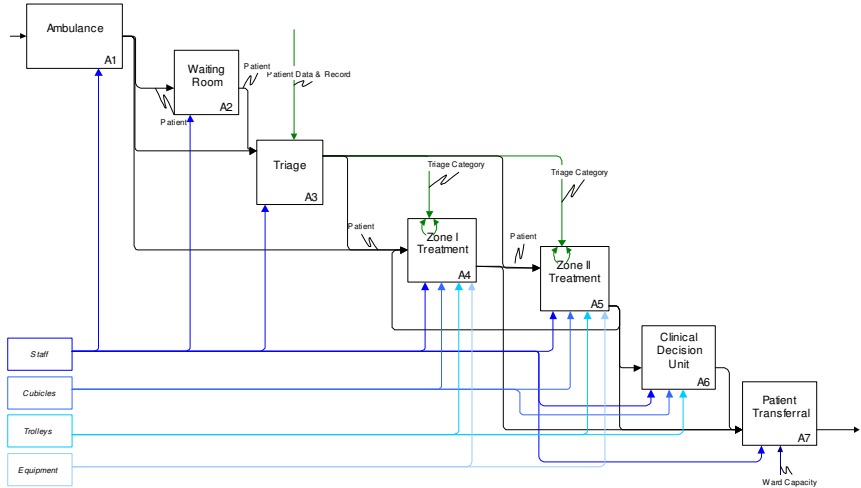 Ambulance
A1
Waiting
Room
A2
Patient
Patient Data & Record
Patient
Triage
A3
Triage Category
Triage Category
Patient
Zone I
Treatment
A4
Patient
Zone II
Treatment
A5
Staff
Clinical
Decision
Unit
A6
Cubicles
Patient
Transferral
A7
Trolleys
Equipment
Ward Capacity